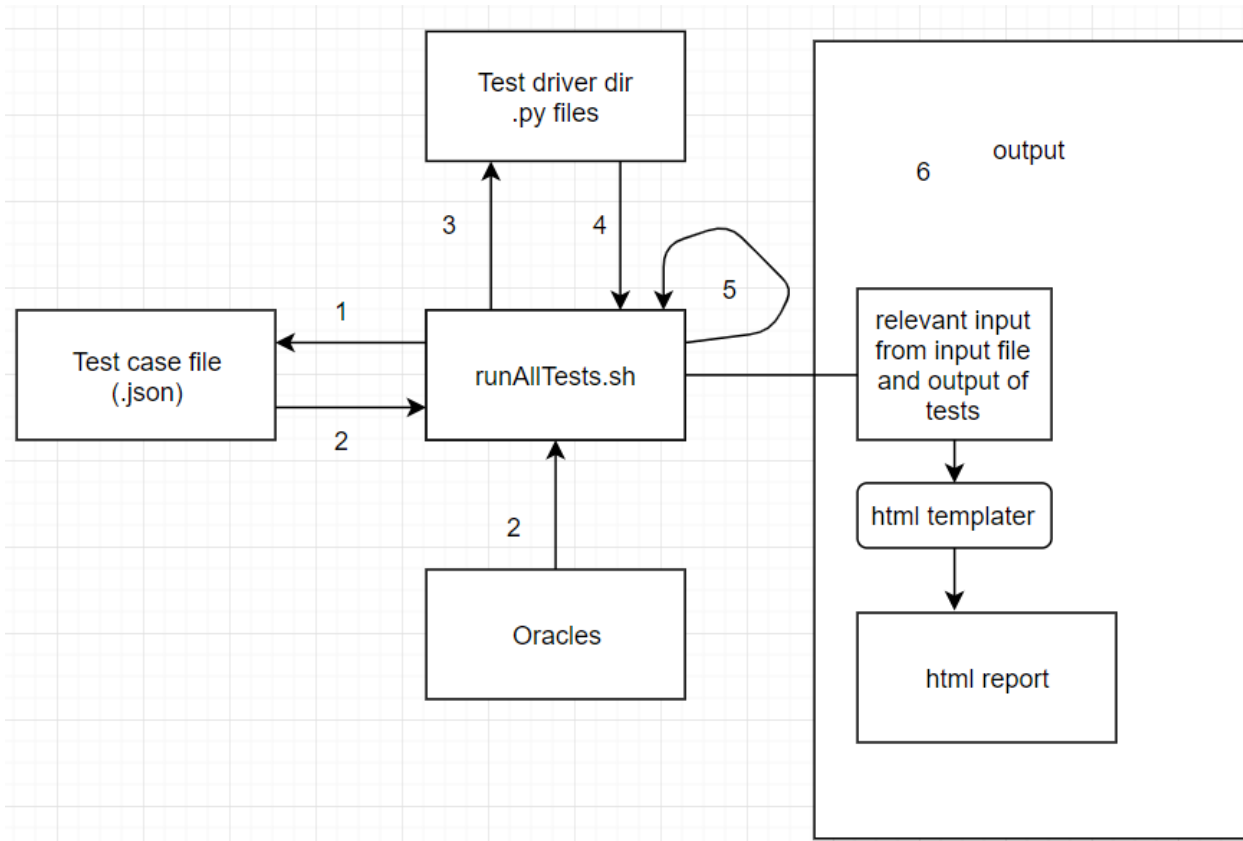 Test driver dir
.py files
output
6
3
4
5
1
relevant input
from input file
and output of
tests
Test case file
(.json)
runAllTests.sh
2
html templater
2
Oracles
html report